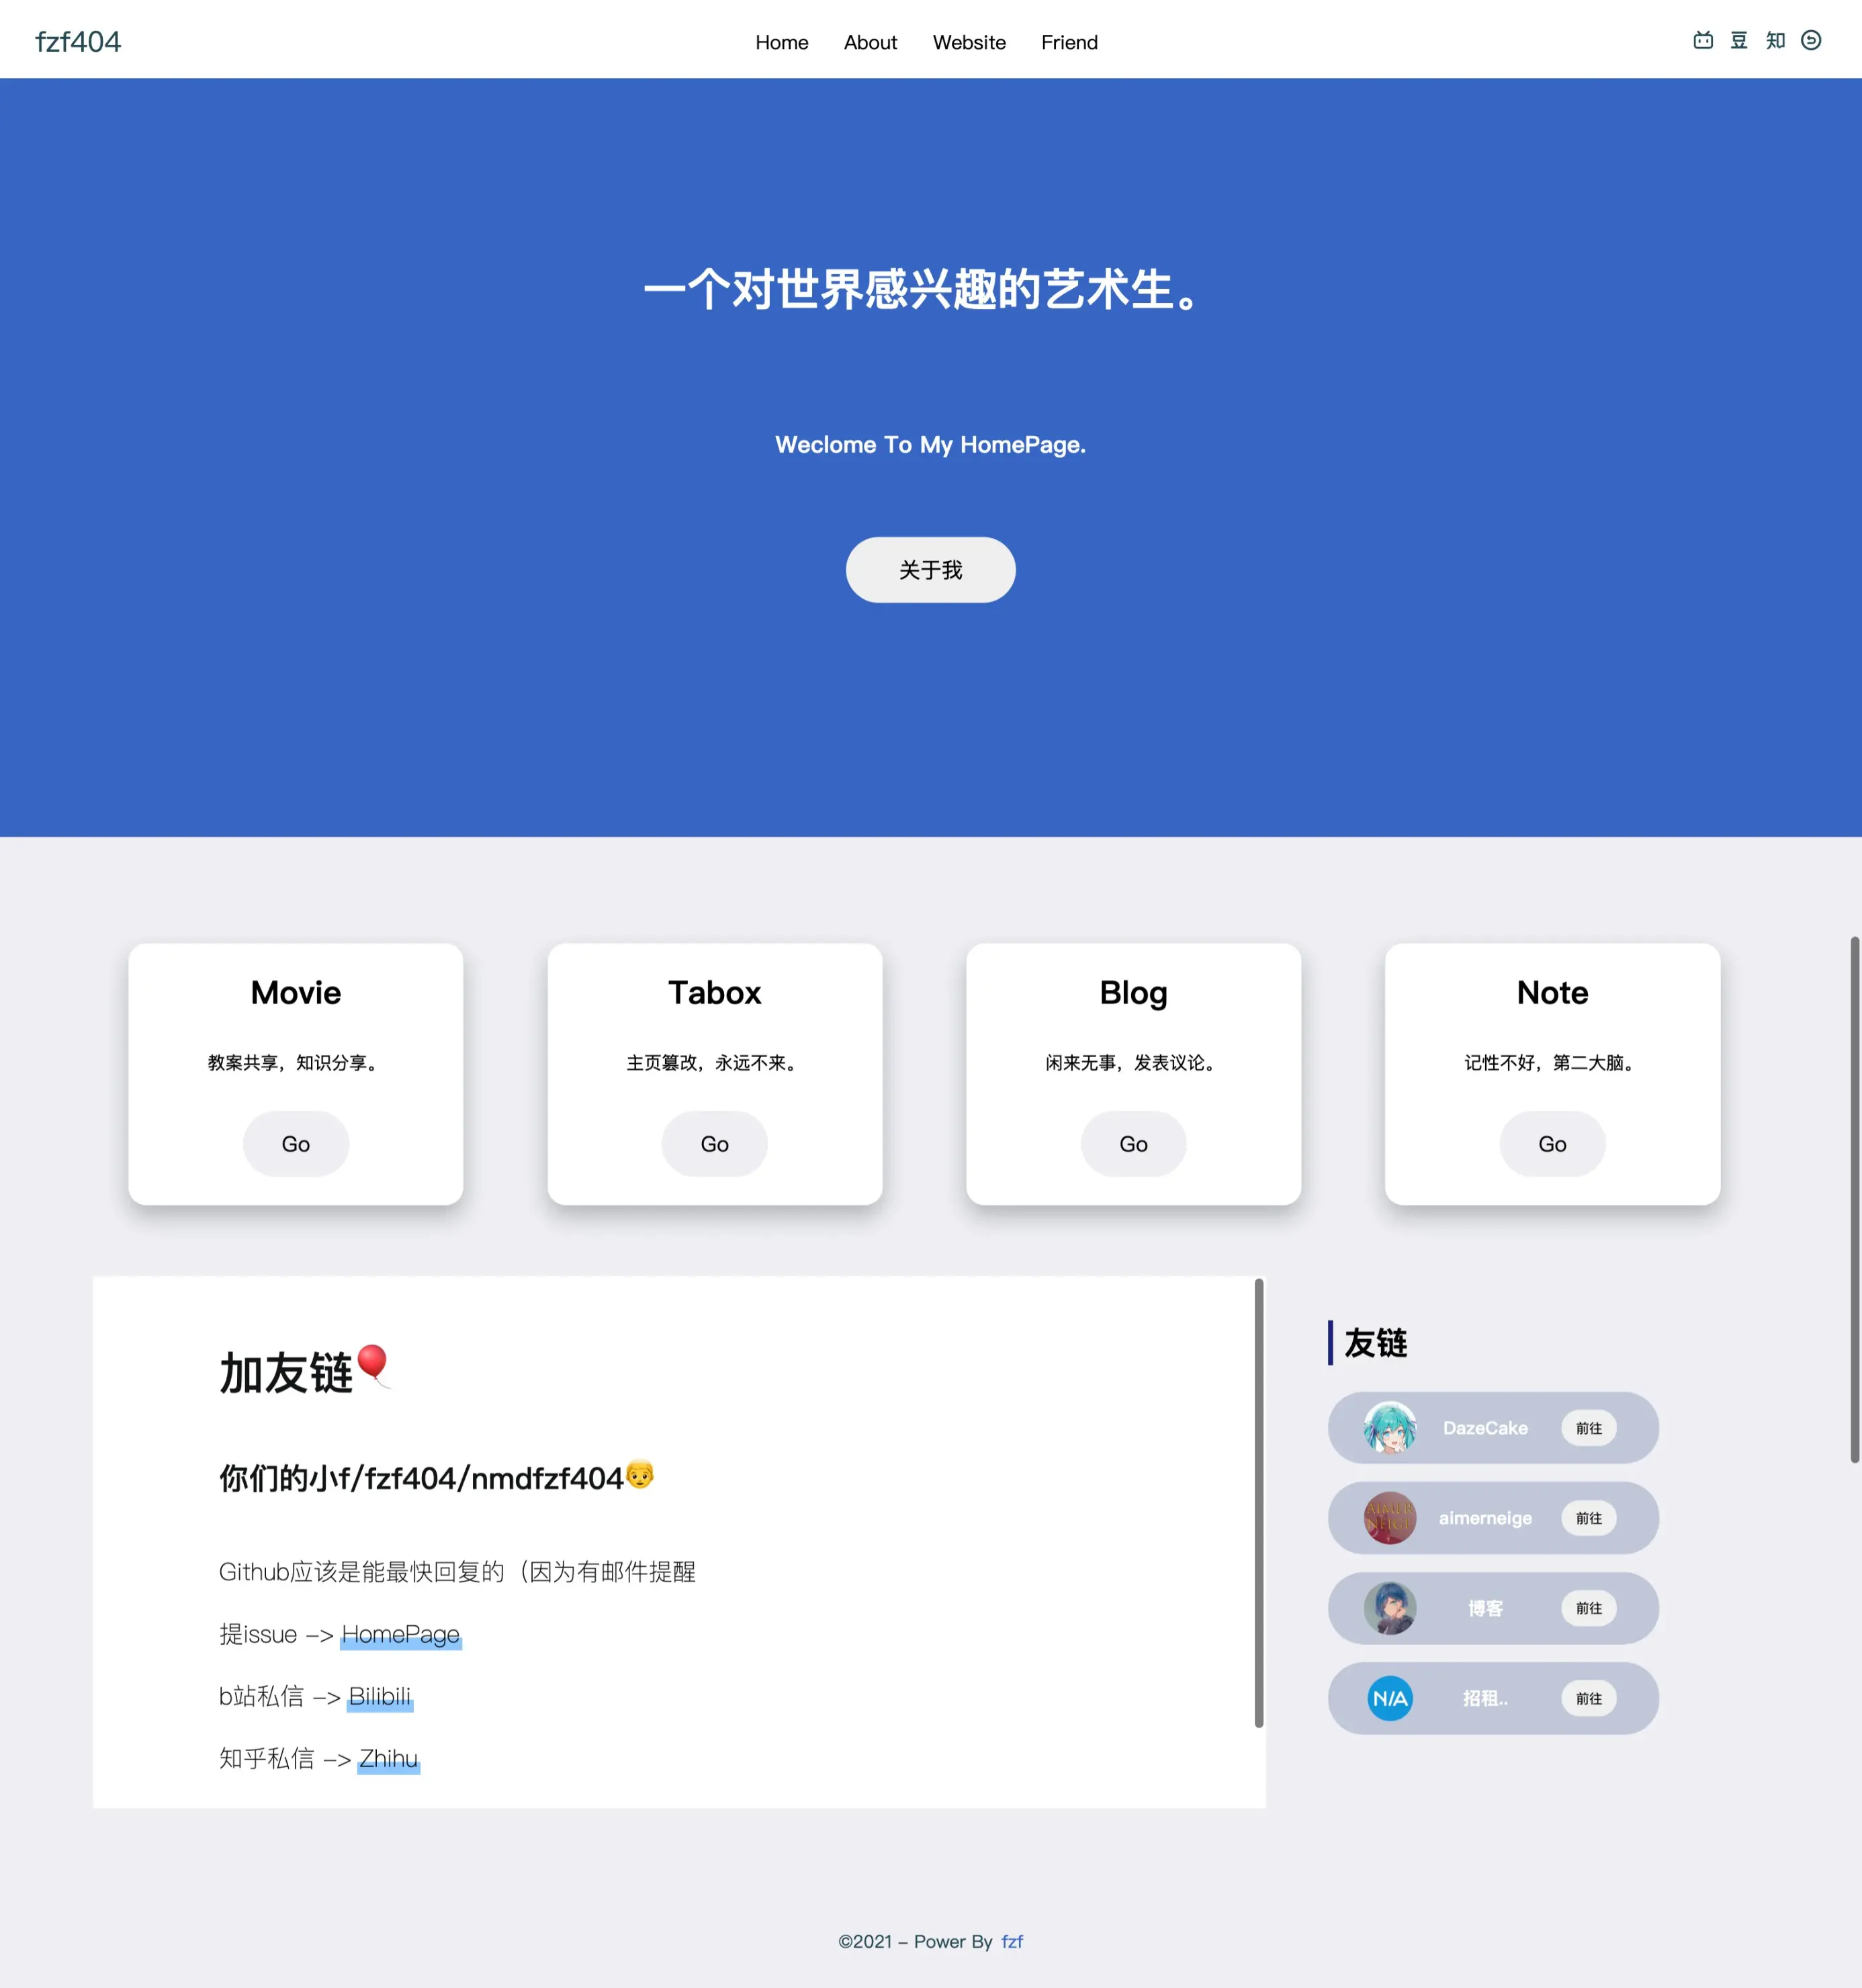 fzf404
Home About Website Friend
豆 知
一个对世界感兴趣的艺术生。
Weclome To My HomePage.
关于我
Movie
教案共享，知识分享。
Go
Tabox
主页篡改，永远不来。
Go
Blog
闲来无事，发表议论。
Go
Note
记性不好，第二大脑。
Go
加友链🎈
你们的小f/fzf404/nmdfzf404👨
Github应该是能最快回复的（因为有邮件提醒
提issue –> HomePage
b站私信 –> Bilibili
知乎私信 –> Zhihu
友链
DazeCake 前往
AIMER
NEIGE
aimerneige 前往
博客 前往
N/A 招租.. 前往
©2021 – Power By fzf